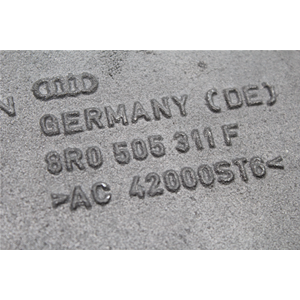 N
GERMANY (DE)
8R0 505 311 F
>AC 42000ST6<